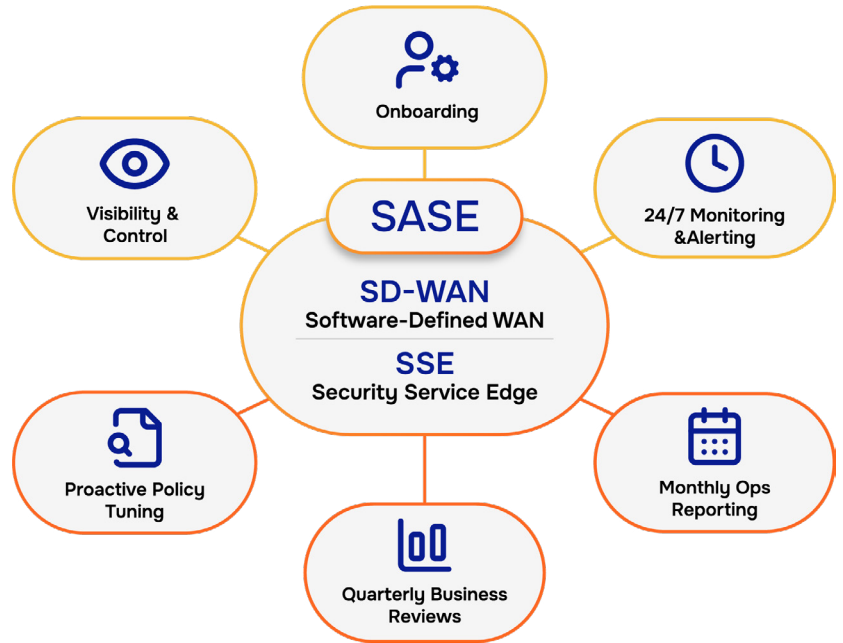 Onboarding
Visibility &
Control
24/7 Monitoring
&Alerting
SASE
SD-WAN
Software-Defined WAN
SSE
Security Service Edge
Proactive Policy
Tuning
Monthly Ops
Reporting
Quarterly Business
Reviews